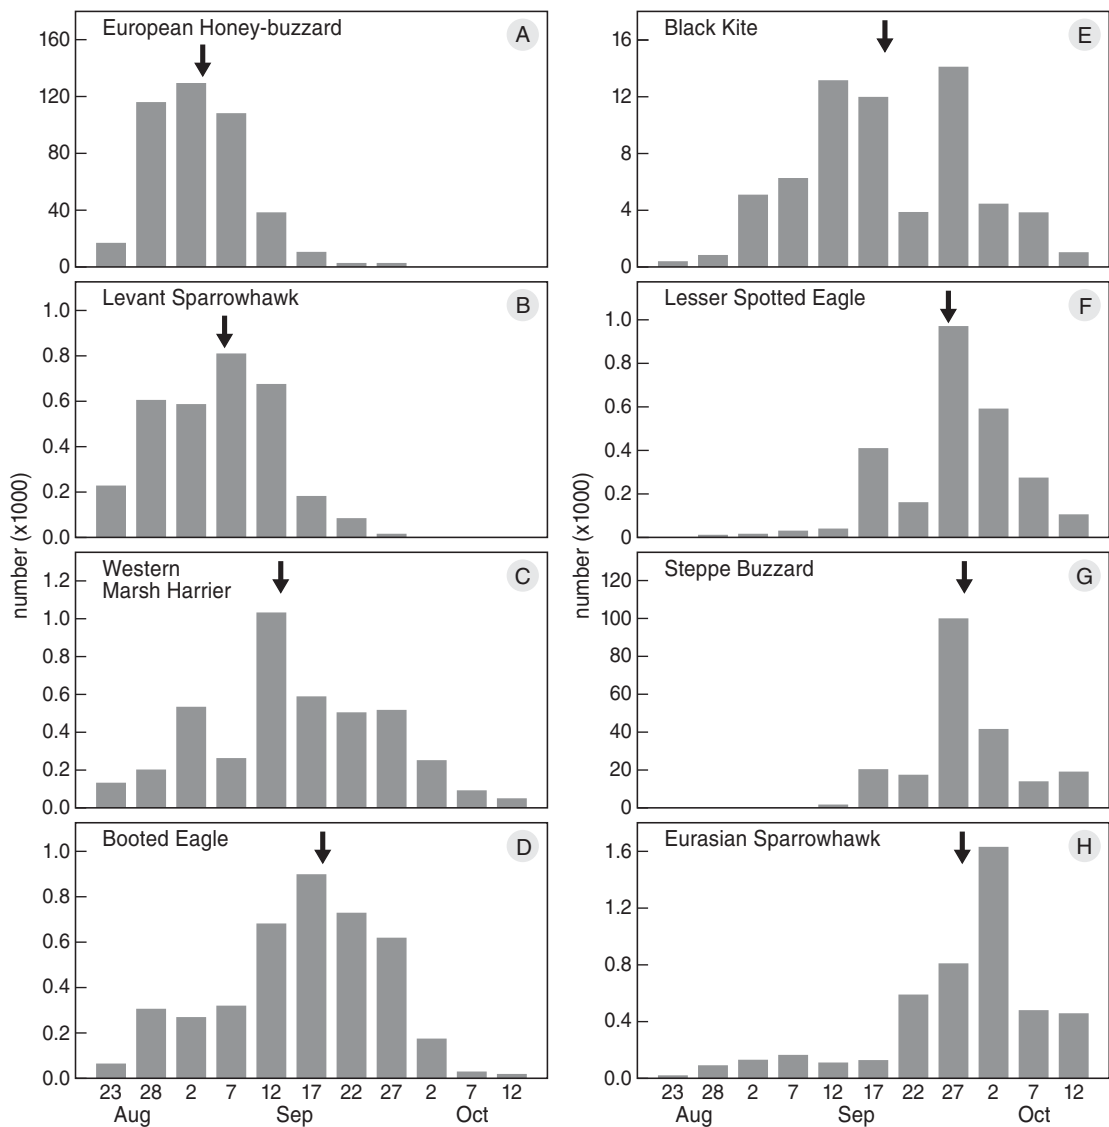 European Honey-buzzard
A
160
120
80
40
0
Levant Sparrowhawk
B
1.0
0.8
0.6
0.4
0.2
0.0
number (x1000)
Western
Marsh Harrier
C
1.2
1.0
0.8
0.6
0.4
0.2
0.0
Booted Eagle
D
1.0
0.8
0.6
0.4
0.2
0.0
23 28 2 7 12 17 22 27 2 7 12
Aug Sep Oct
Black Kite
E
16
12
8
4
0
Lesser Spotted Eagle
F
1.0
0.8
0.6
0.4
0.2
0
number (x1000)
Steppe Buzzard
G
120
100
80
60
40
20
0
Eurasian Sparrowhawk
H
1.6
1.2
0.8
0.4
0.0
23 28 2 7 12 17 22 27 2 7 12
Aug Sep Oct